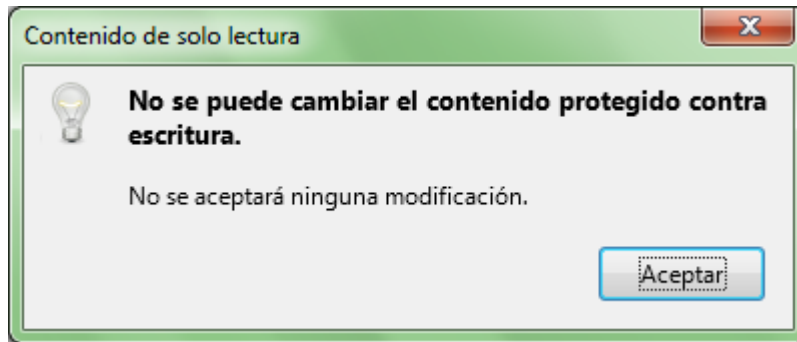 Contenido de solo lectura
No se puede cambiar el contenido protegido contra
escritura.
No se aceptará ninguna modificación.
Aceptar